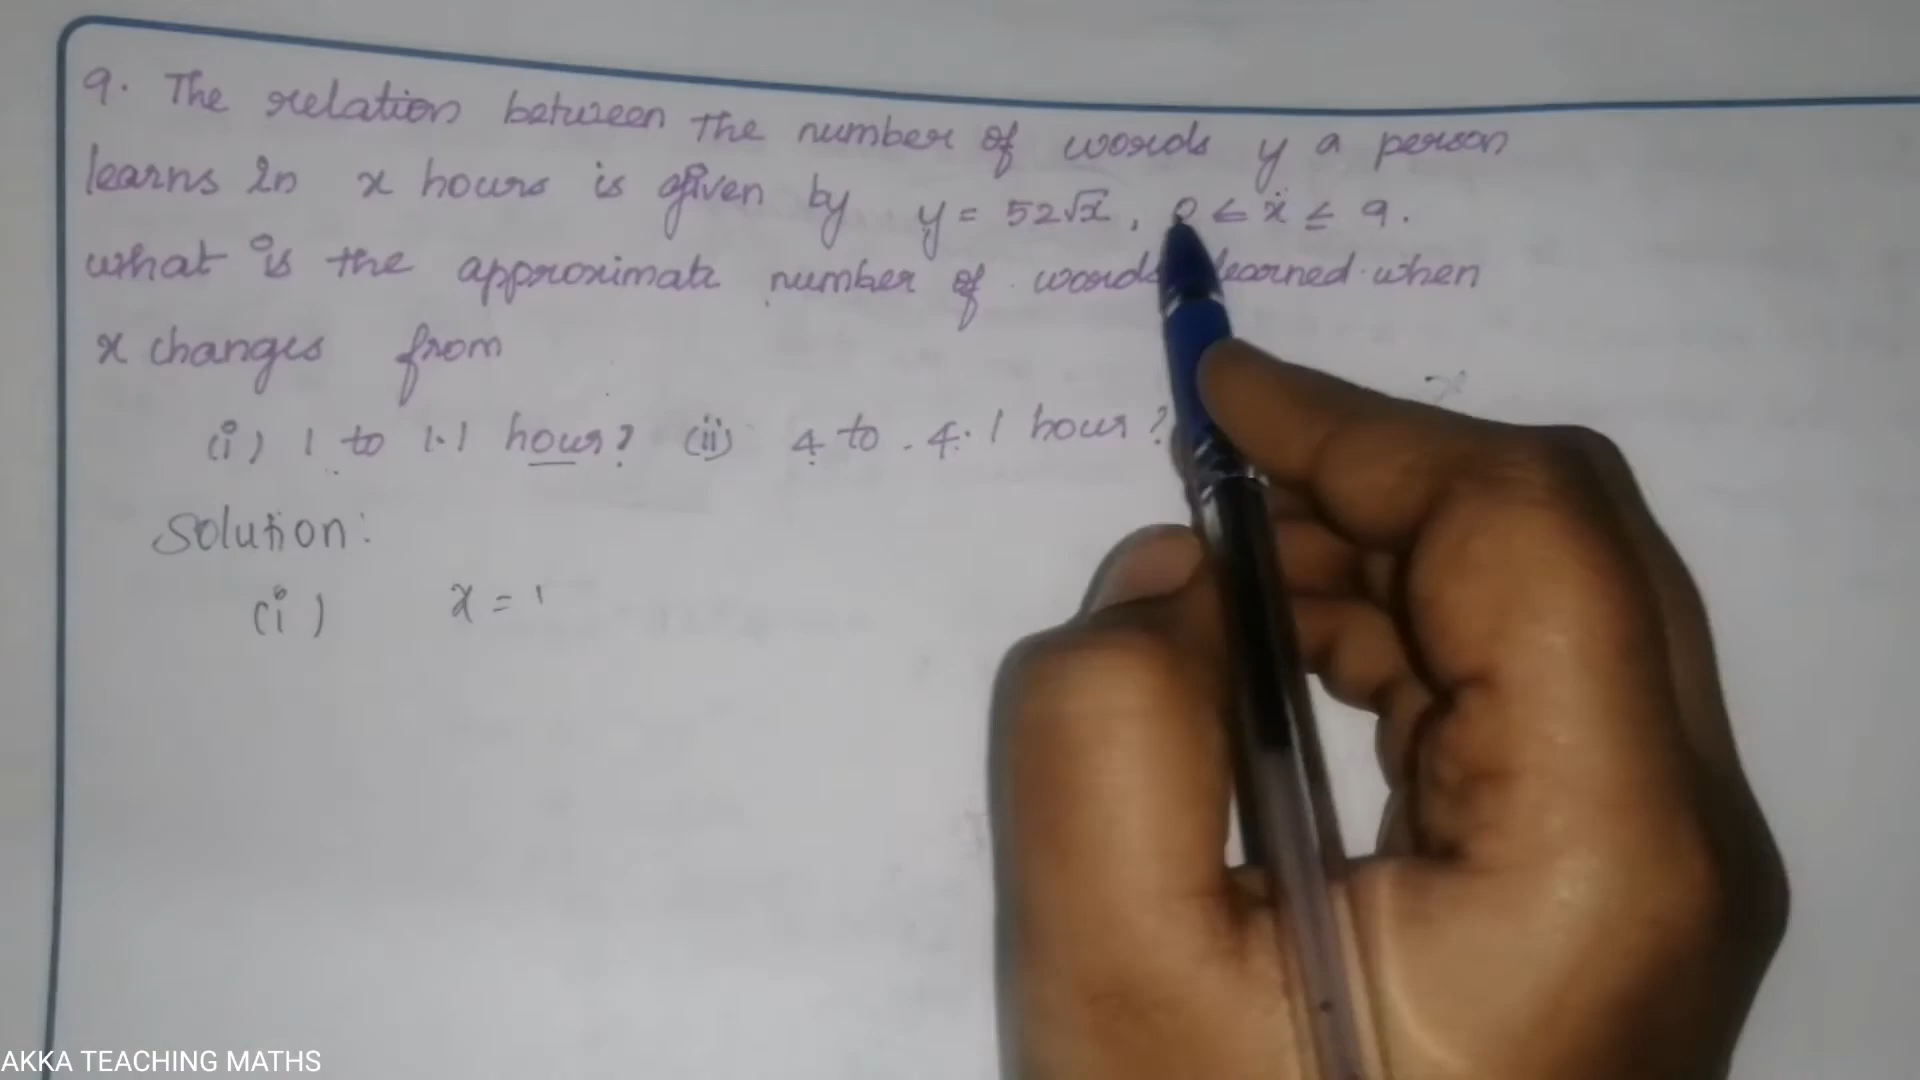 9. The relation between the number of words y a person
learns in x hours is given by y = 52√x, 0 ≤ x ≤ 9.
what is the approximate number of words learned when
x changes from
(i) 1 to 1.1 hour? (ii) 4 to 4.1 hour?
Solution:
(i) x = 1
AKKA TEACHING MATHS